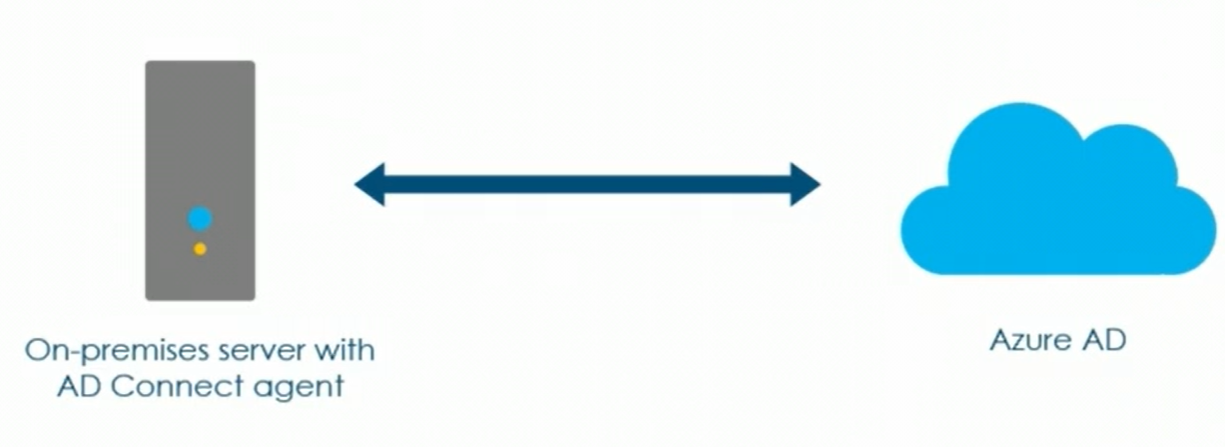 On-premises server with
AD Connect agent
Azure AD